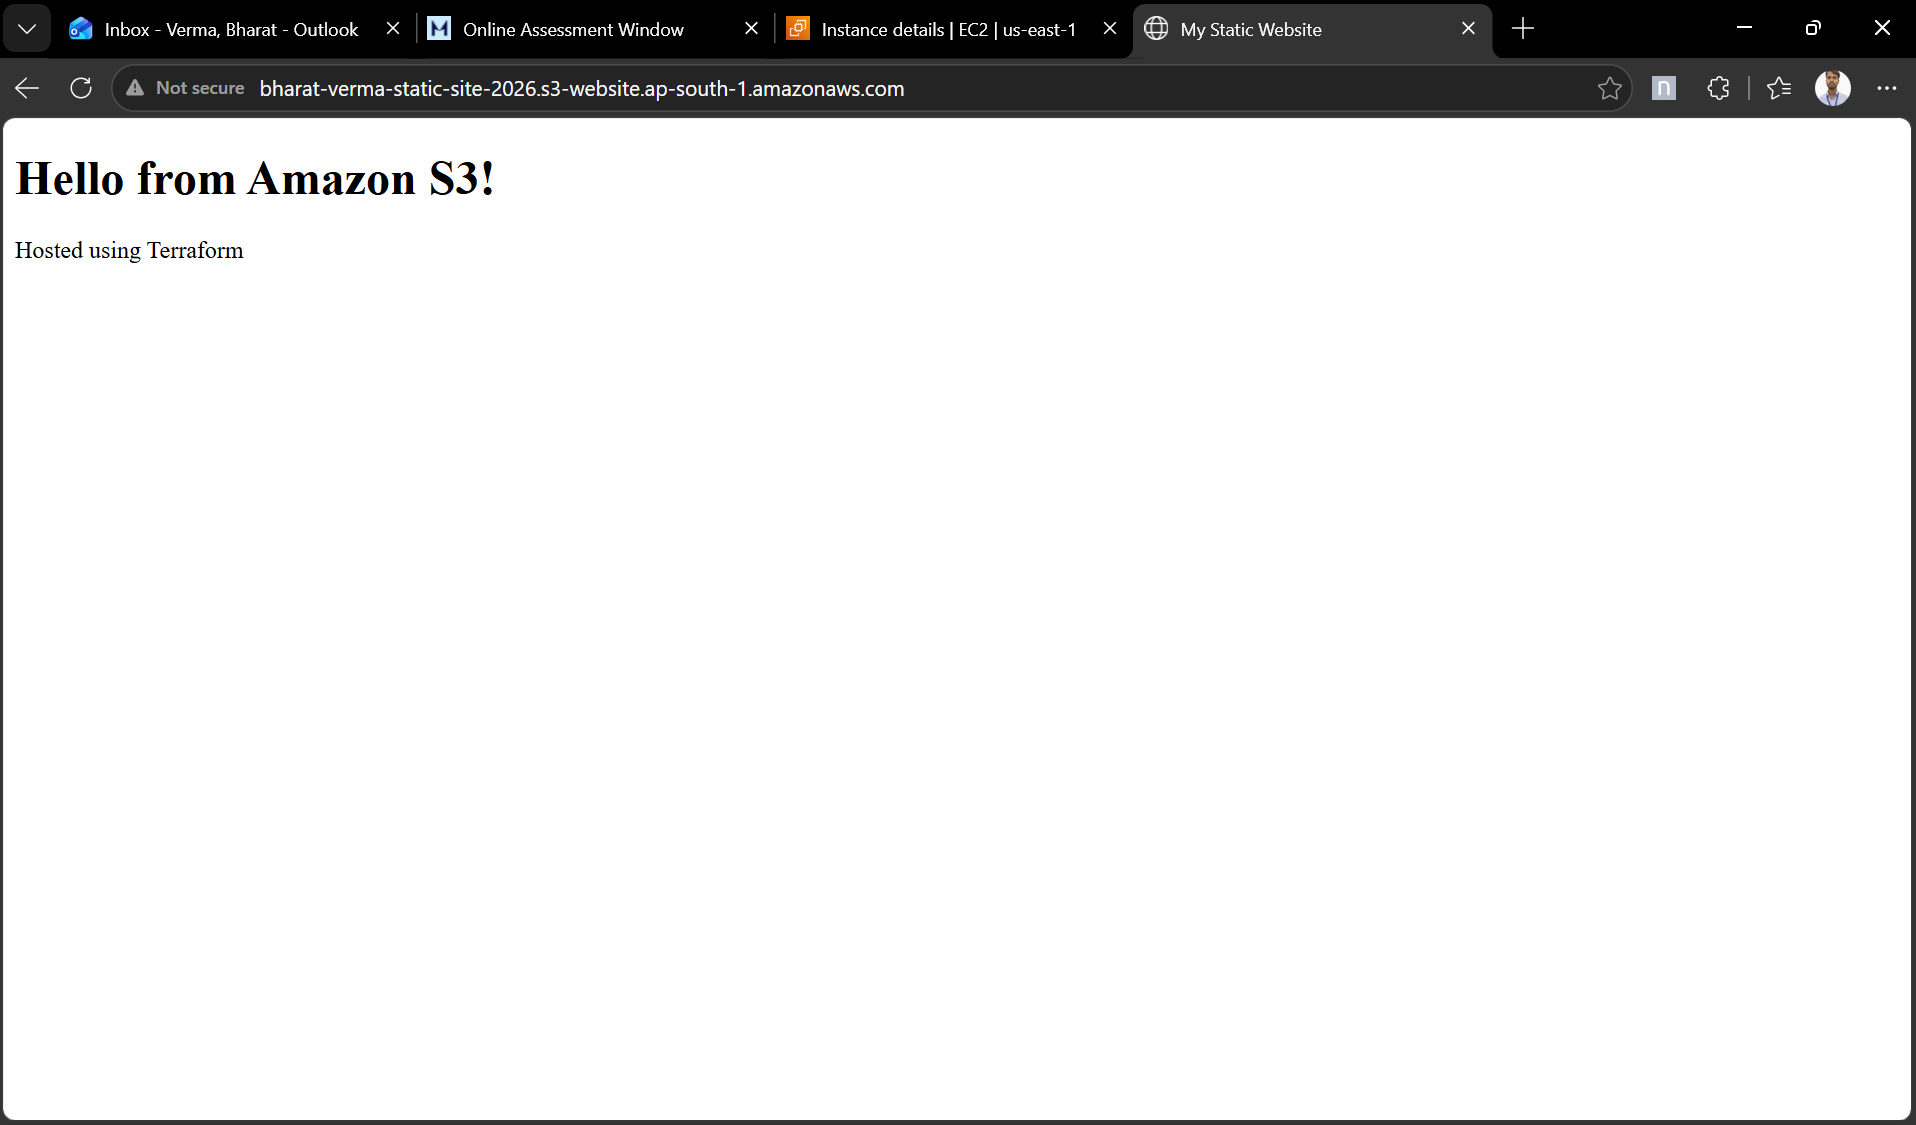 Inbox - Verma, Bharat - Outlook
Online Assessment Window
Instance details | EC2 | us-east-1
My Static Website
Not secure
bharat-verma-static-site-2026.s3-website.ap-south-1.amazonaws.com
Hello from Amazon S3!
Hosted using Terraform